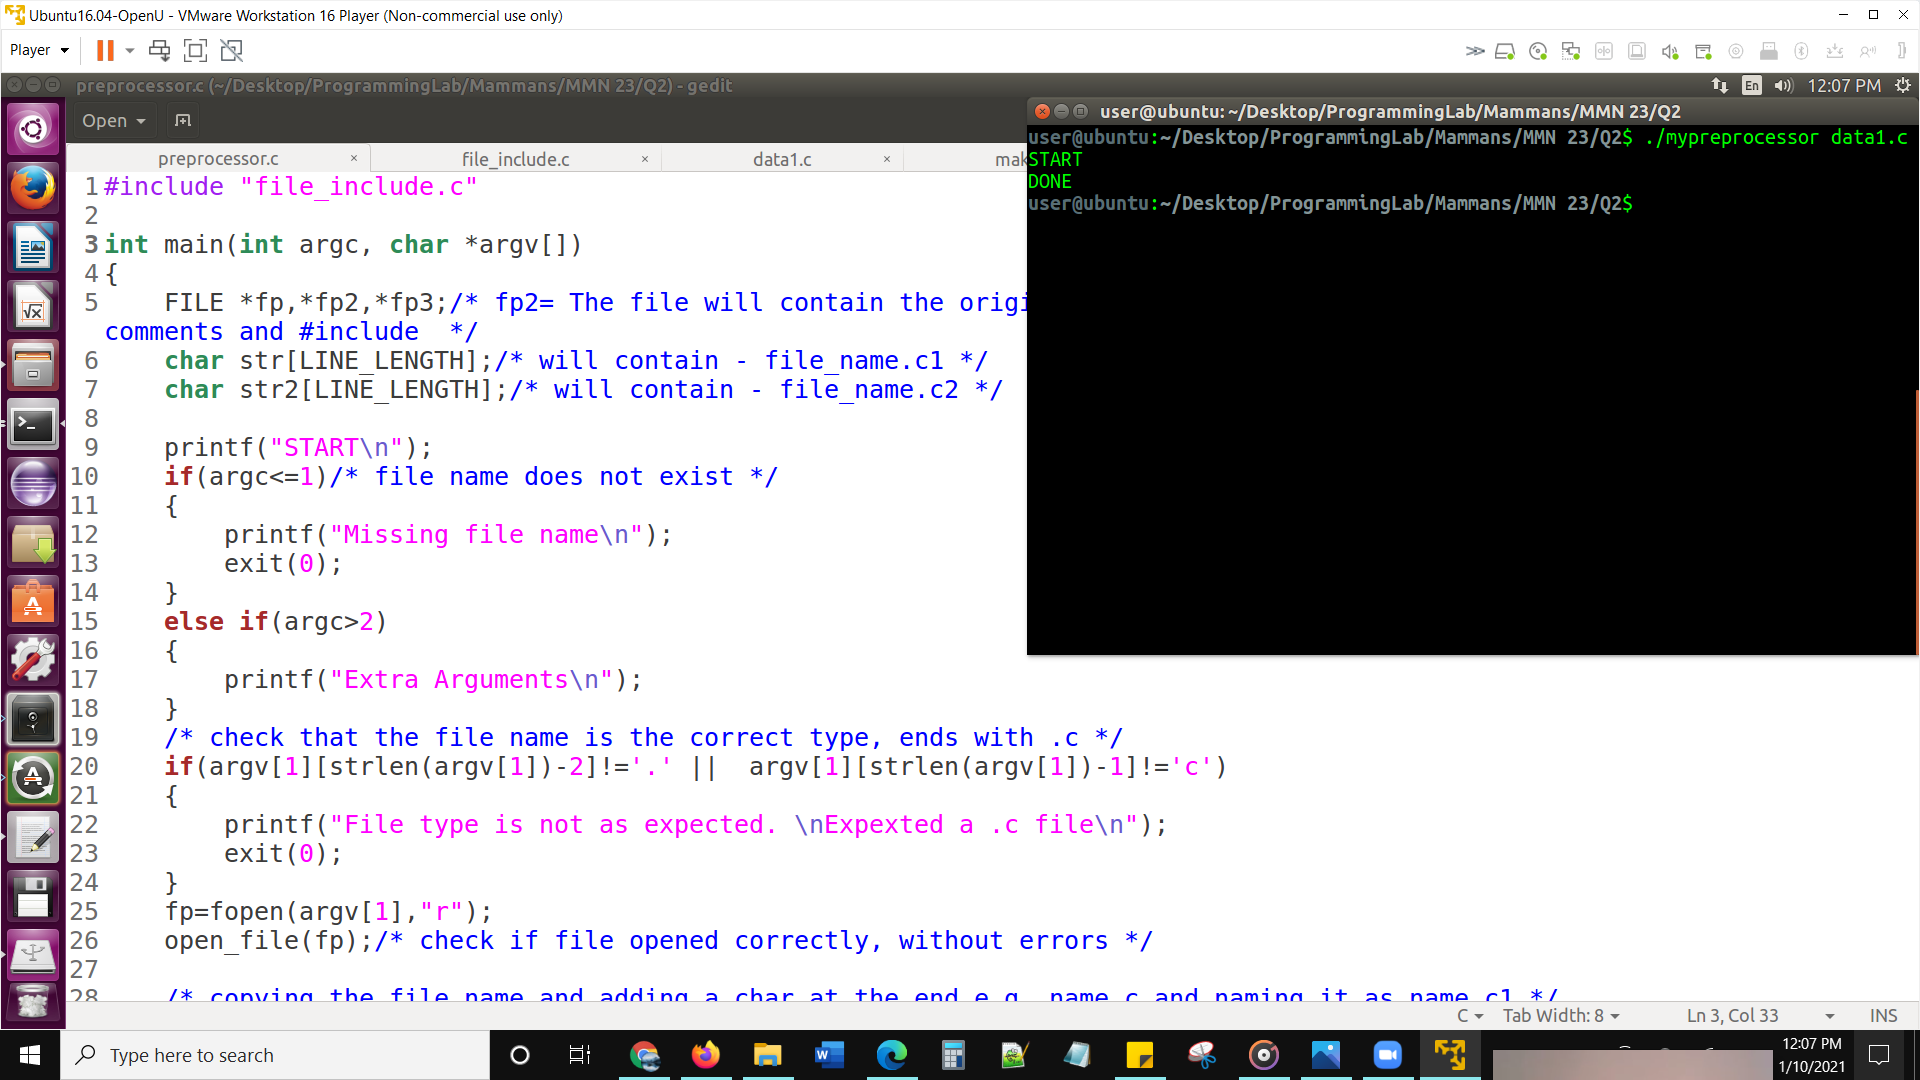 Ubuntu16.04-OpenU - VMware Workstation 16 Player (Non-commercial use only)
Player
preprocessor.c (~/Desktop/ProgrammingLab/Mammans/MMN 23/Q2) - gedit
En 12:07 PM
Open
user@ubuntu: ~/Desktop/ProgrammingLab/Mammans/MMN 23/Q2
preprocessor.c × file_include.c × data1.c × mak
user@ubuntu:~/Desktop/ProgrammingLab/Mammans/MMN 23/Q2$ ./mypreprocessor data1.c
START
DONE
user@ubuntu:~/Desktop/ProgrammingLab/Mammans/MMN 23/Q2$
1 #include "file_include.c"
2
3 int main(int argc, char *argv[])
4 {
5 FILE *fp,*fp2,*fp3;/* fp2= The file will contain the origi
comments and #include  */
6 char str[LINE_LENGTH];/* will contain - file_name.c1 */
7 char str2[LINE_LENGTH];/* will contain - file_name.c2 */
8
9 printf("START\n");
10 if(argc<=1)/* file name does not exist */
11 {
12 printf("Missing file name\n");
13 exit(0);
14 }
15 else if(argc>2)
16 {
17 printf("Extra Arguments\n");
18 }
19 /* check that the file name is the correct type, ends with .c */
20 if(argv[1][strlen(argv[1])-2]!='.' ||  argv[1][strlen(argv[1])-1]!='c')
21 {
22 printf("File type is not as expected. \nExpexted a .c file\n");
23 exit(0);
24 }
25 fp=fopen(argv[1],"r");
26 open_file(fp);/* check if file opened correctly, without errors */
27
28 /* copying the file name and adding a char at the end e.g. name.c and naming it as name.c1 */
C Tab Width: 8 Ln 3, Col 33 INS
Type here to search
12:07 PM
1/10/2021